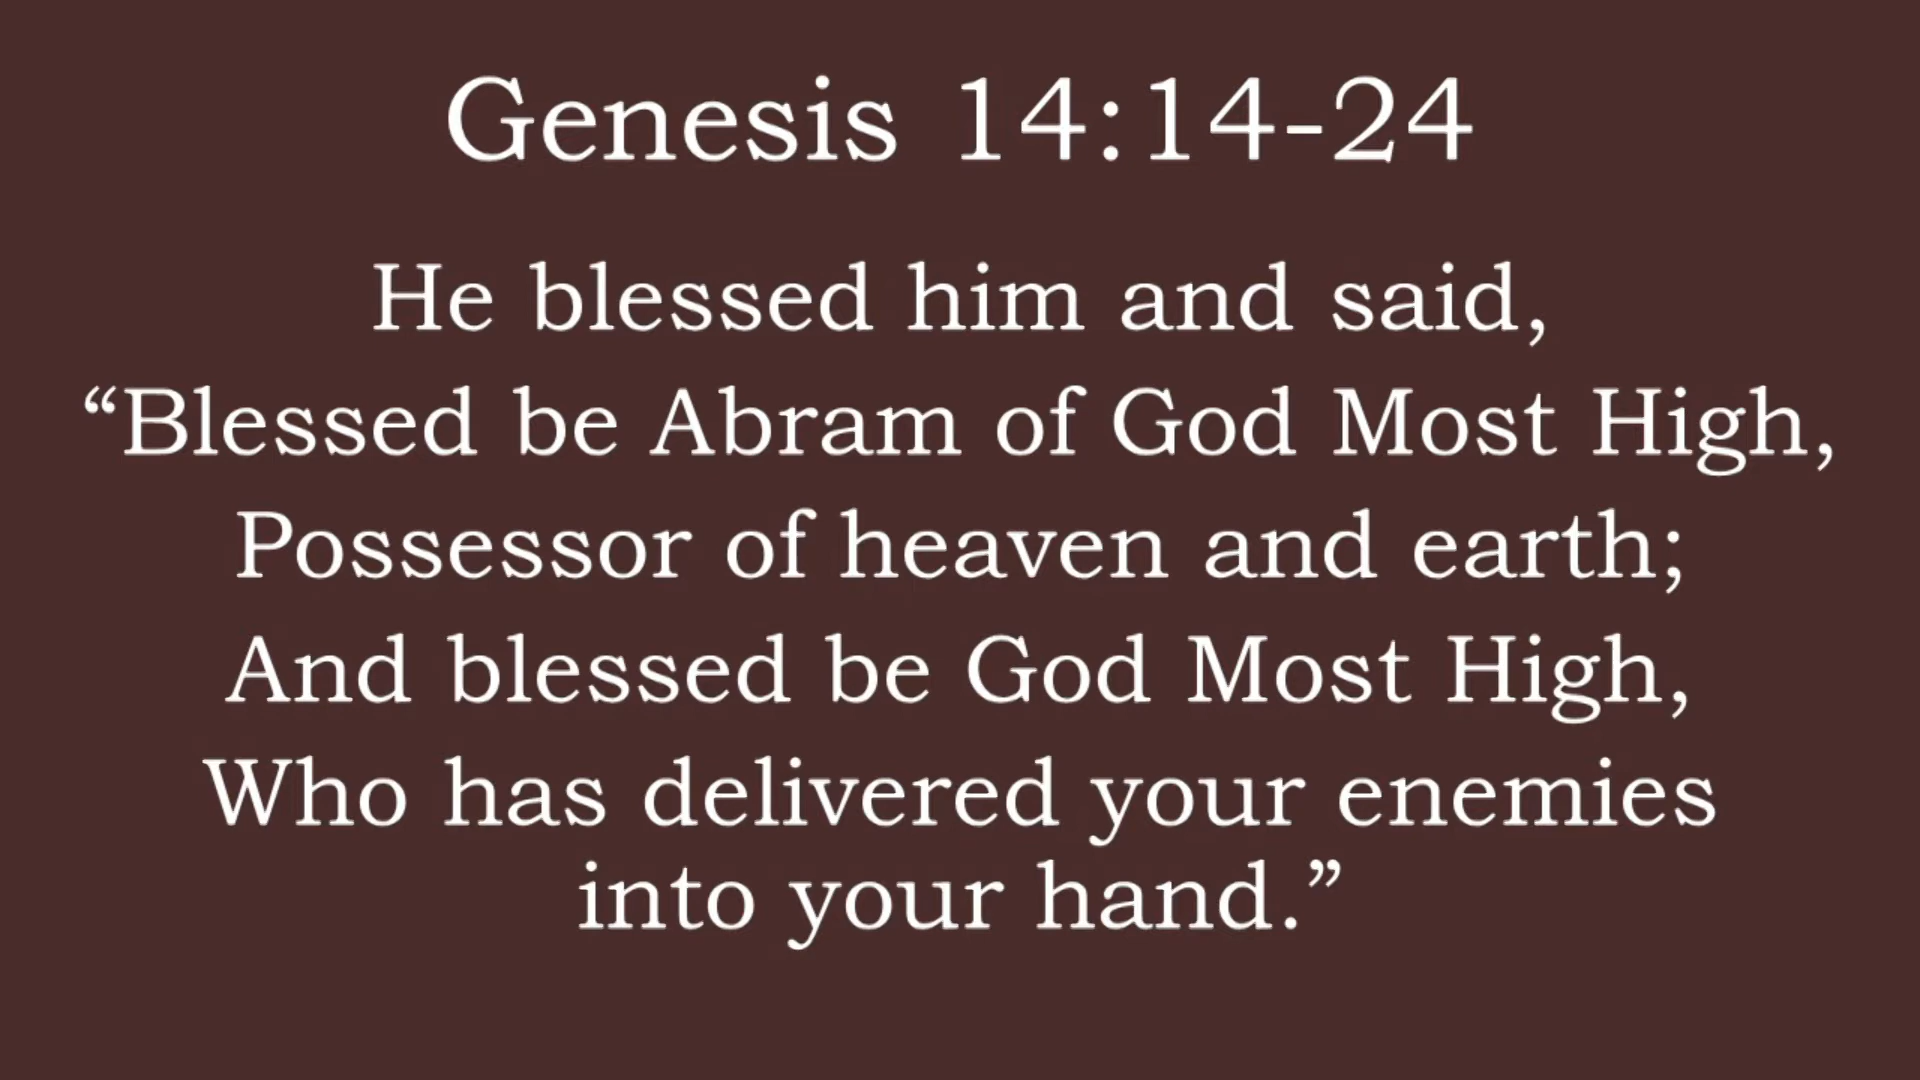 Genesis 14:14-24
He blessed him and said,
“Blessed be Abram of God Most High,
Possessor of heaven and earth;
And blessed be God Most High,
Who has delivered your enemies
into your hand.”